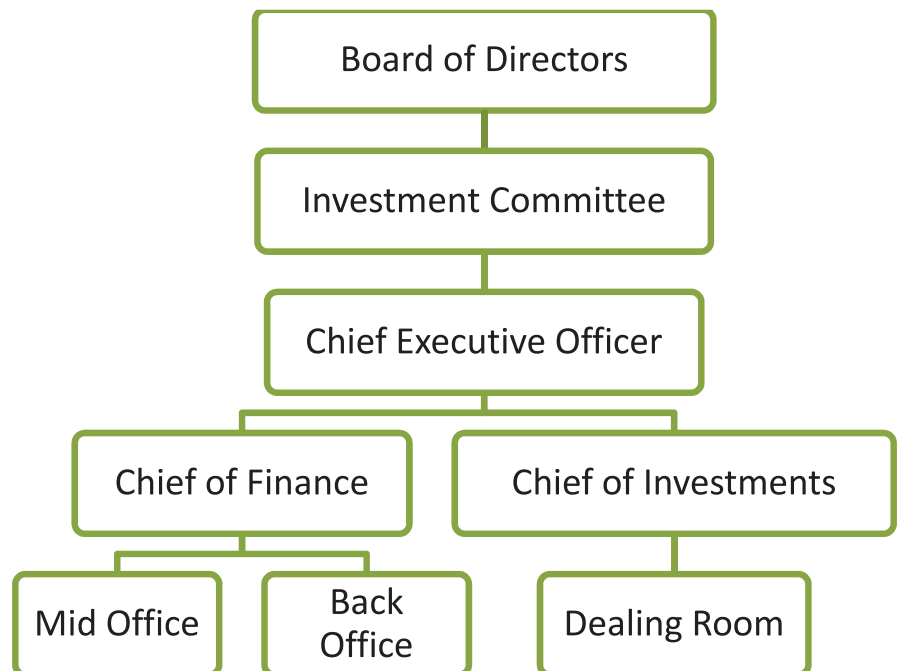 Board of Directors
Investment Committee
Chief Executive Officer
Chief of Finance
Chief of Investments
Mid Office
Back
Office
Dealing Room